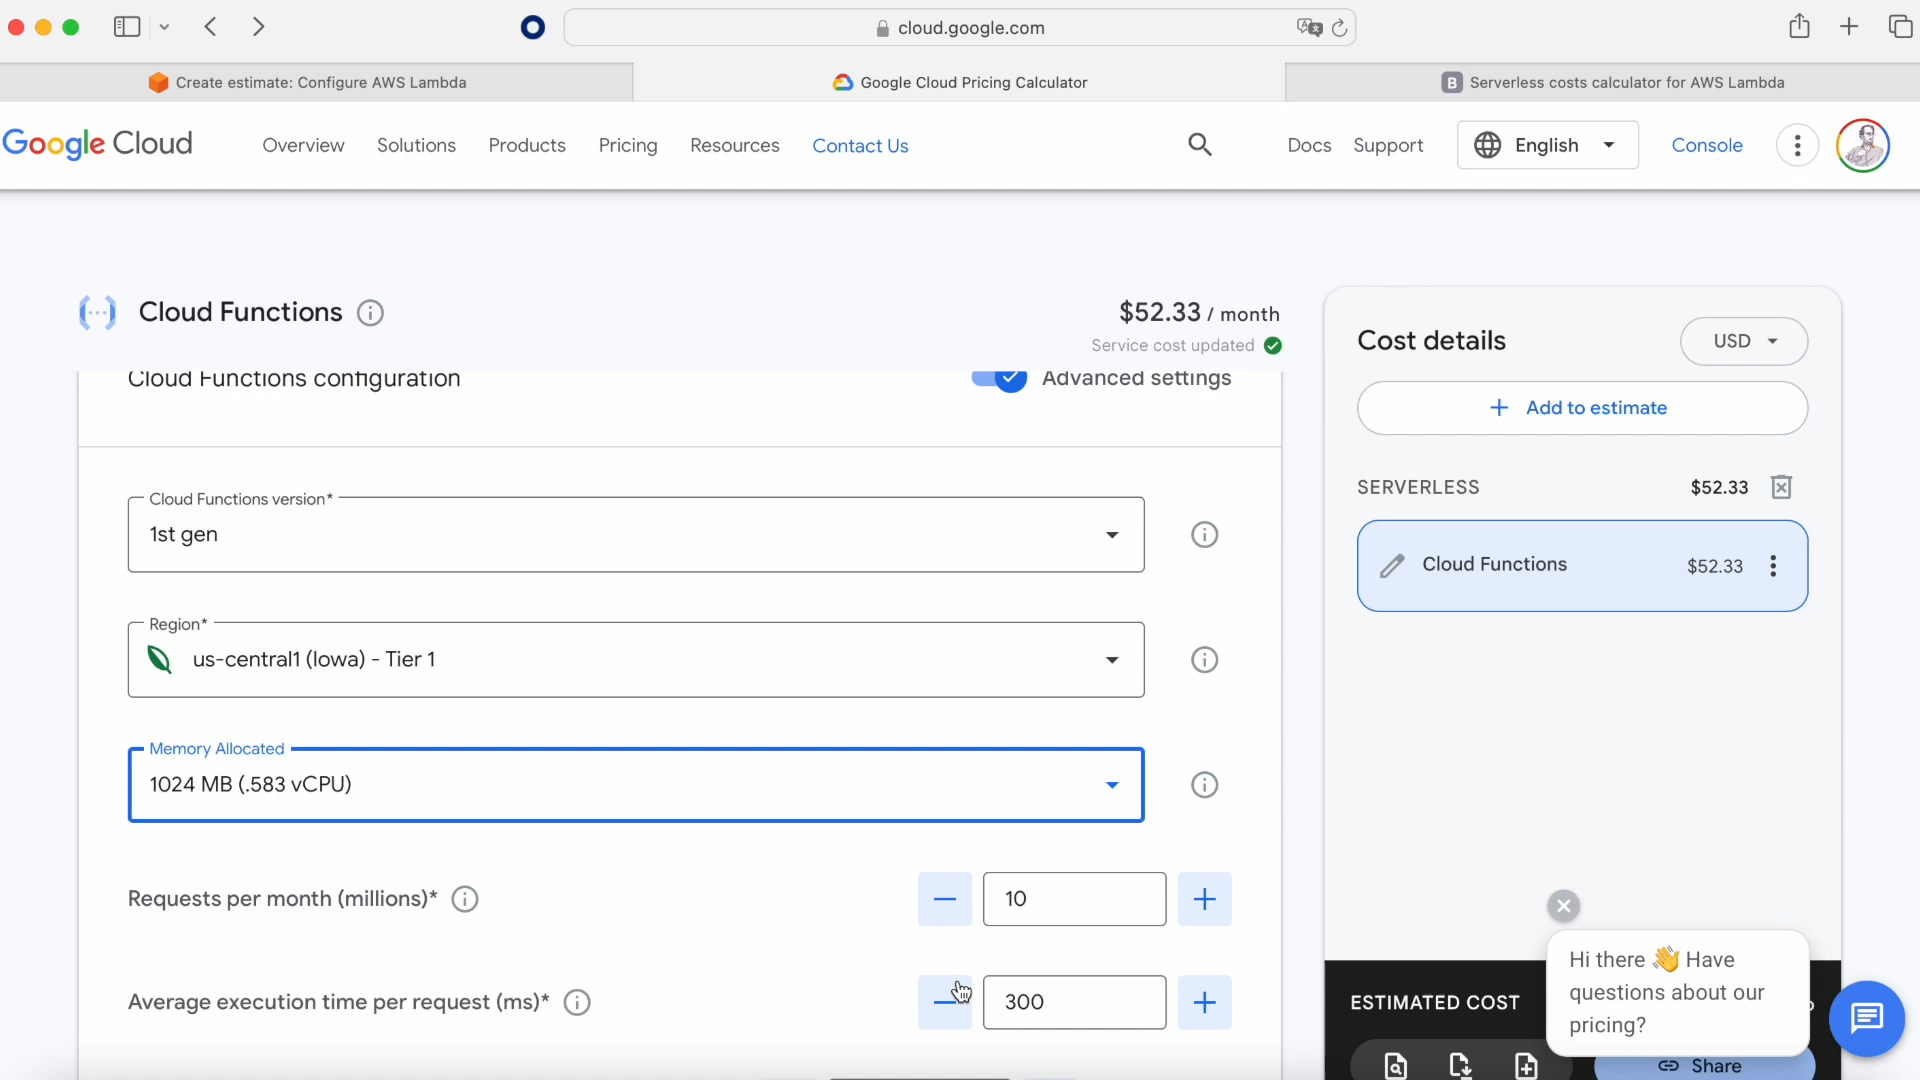 cloud.google.com
Create estimate: Configure AWS Lambda
Google Cloud Pricing Calculator
B Serverless costs calculator for AWS Lambda
Google Cloud
Overview Solutions Products Pricing Resources Contact Us
Docs Support English Console
Cloud Functions
$52.33 / month
Service cost updated
Cloud Functions configuration
Advanced settings
Cloud Functions version*
1st gen
Region*
us-central1 (Iowa) - Tier 1
Memory Allocated
1024 MB (.583 vCPU)
Requests per month (millions)*
10
Average execution time per request (ms)*
300
Cost details
USD
Add to estimate
SERVERLESS $52.33
Cloud Functions $52.33
Hi there 👋 Have
questions about our
pricing?
ESTIMATED COST
Share